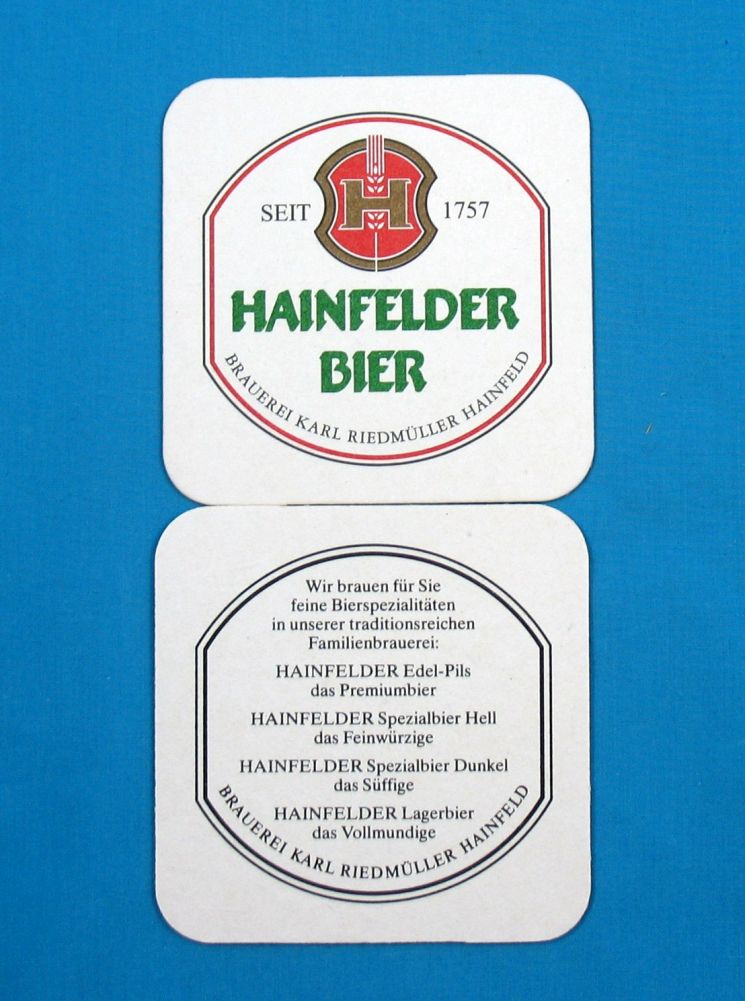 SEIT H 1757
HAINFELDER
BIER
BRAUEREI KARL RIEDMÜLLER HAINFELD
Wir brauen für Sie
feine Bierspezialitäten
in unserer traditionsreichen
Familienbrauerei:
HAINFELDER Edel-Pils
das Premiumbier
HAINFELDER Spezialbier Hell
das Feinwürzige
HAINFELDER Spezialbier Dunkel
das Süffige
HAINFELDER Lagerbier
das Vollmundige
BRAUEREI KARL RIEDMÜLLER HAINFELD